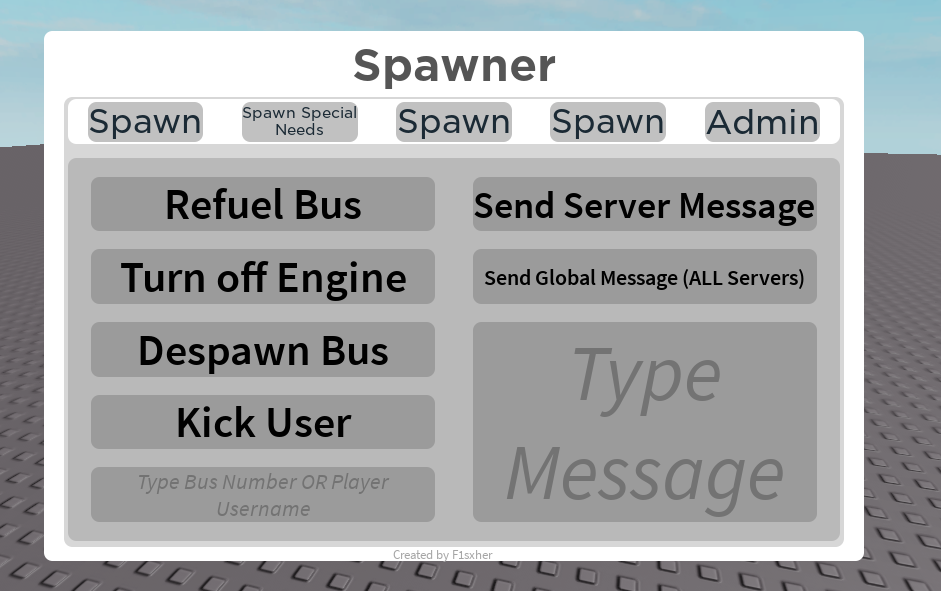 Spawner
Spawn
Spawn Special
Needs
Spawn
Spawn
Admin
Refuel Bus
Turn off Engine
Despawn Bus
Kick User
Type Bus Number OR Player
Username
Send Server Message
Send Global Message (ALL Servers)
Type
Message
Created by F1sxher